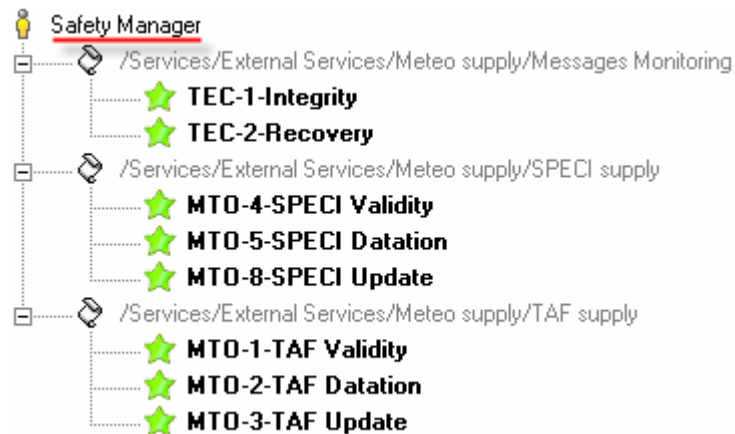 Safety Manager
/Services/External Services/Meteo supply/Messages Monitoring
TEC-1-Integrity
TEC-2-Recovery
/Services/External Services/Meteo supply/SPECI supply
MTO-4-SPECI Validity
MTO-5-SPECI Datation
MTO-8-SPECI Update
/Services/External Services/Meteo supply/TAF supply
MTO-1-TAF Validity
MTO-2-TAF Datation
MTO-3-TAF Update